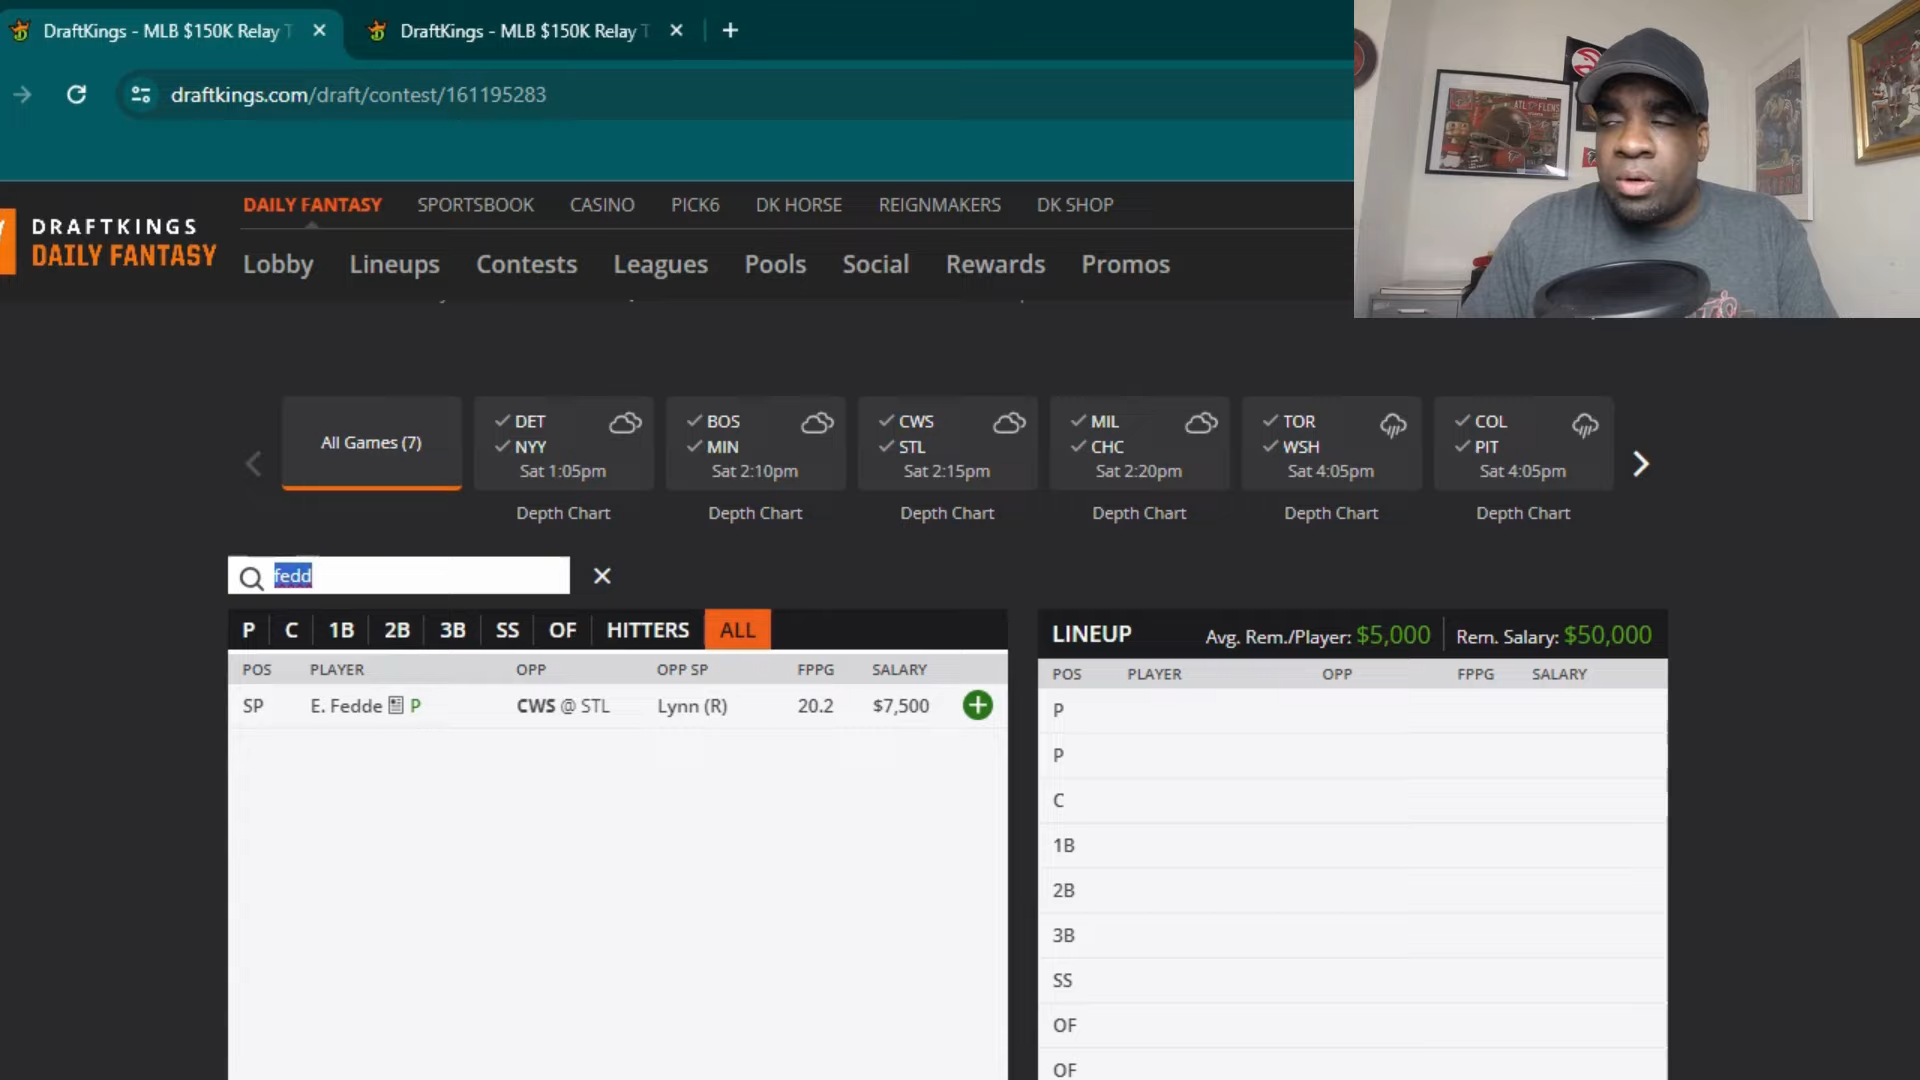 DraftKings - MLB $150K Relay T
DraftKings - MLB $150K Relay T
draftkings.com/draft/contest/161195283
DRAFTKINGS
DAILY FANTASY
DAILY FANTASY SPORTSBOOK CASINO PICK6 DK HORSE REIGNMAKERS DK SHOP
Lobby Lineups Contests Leagues Pools Social Rewards Promos
All Games (7)
DET
NYY
Sat 1:05pm
Depth Chart
BOS
MIN
Sat 2:10pm
Depth Chart
CWS
STL
Sat 2:15pm
Depth Chart
MIL
CHC
Sat 2:20pm
Depth Chart
TOR
WSH
Sat 4:05pm
Depth Chart
COL
PIT
Sat 4:05pm
Depth Chart
fedd
P C 1B 2B 3B SS OF HITTERS ALL
POS PLAYER OPP OPP SP FPPG SALARY
SP E. Fedde P CWS @ STL Lynn (R) 20.2 $7,500
LINEUP Avg. Rem./Player: $5,000 Rem. Salary: $50,000
POS PLAYER OPP FPPG SALARY
P
P
C
1B
2B
3B
SS
OF
OF